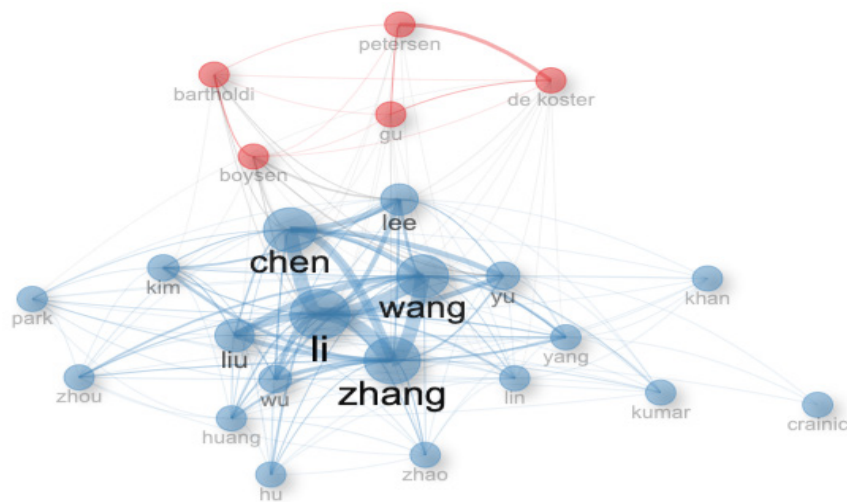 petersen
bartholdi
de koster
gu
boysen
lee
chen
kim
wang
yu
khan
park
liu
li
yang
zhang
zhou
wu
lin
kumar
huang
crainic
zhao
hu